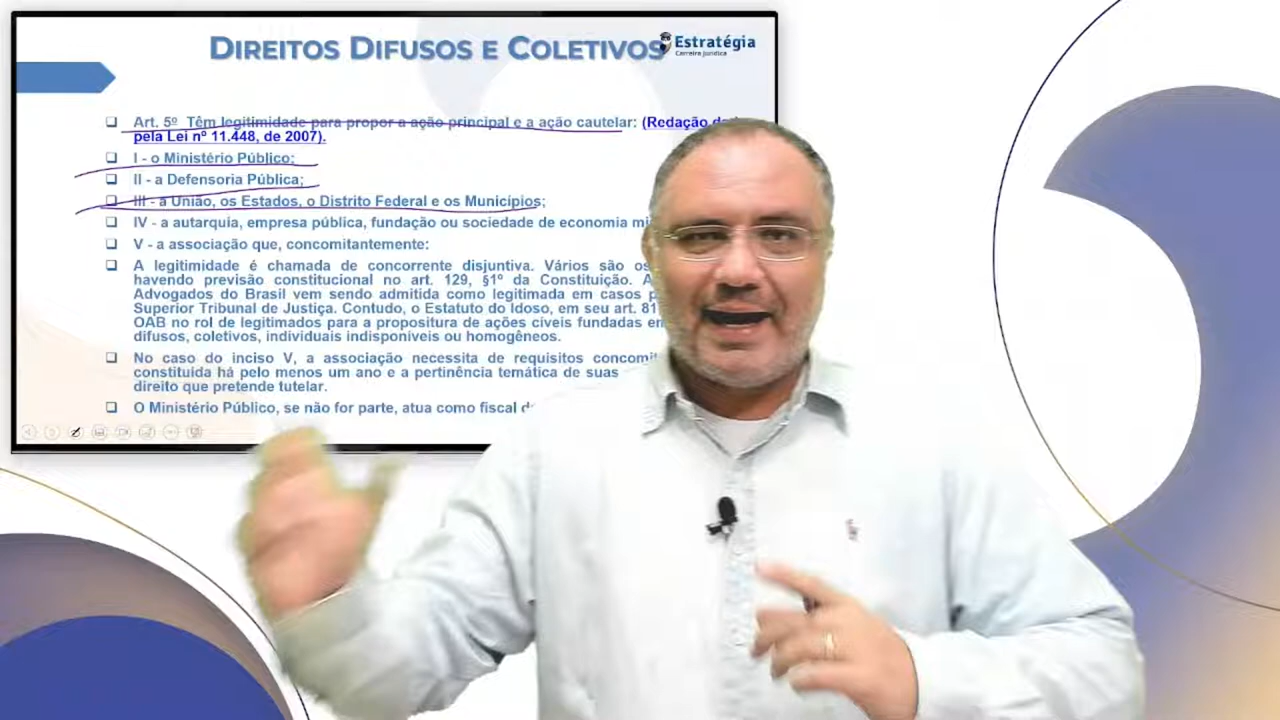 DIREITOS DIFUSOS E COLETIVOS
Estratégia
Carreira Jurídica
Art. 5º Têm legitimidade para propor a ação principal e a ação cautelar: (Redação
pela Lei nº 11.448, de 2007).
I - o Ministério Público;
II - a Defensoria Pública;
III - a União, os Estados, o Distrito Federal e os Municípios;
IV - a autarquia, empresa pública, fundação ou sociedade de economia
V - a associação que, concomitantemente:
A legitimidade é chamada de concorrente disjuntiva. Vários são os
havendo previsão constitucional no art. 129, §1º da Constituição. A
Advogados do Brasil vem sendo admitida como legitimada em casos
Superior Tribunal de Justiça. Contudo, o Estatuto do Idoso, em seu art. 81
OAB no rol de legitimados para a propositura de ações cíveis fundadas em
difusos, coletivos, individuais indisponíveis ou homogêneos.
No caso do inciso V, a associação necessita de requisitos
constituída há pelo menos um ano e a pertinência temática de suas
direito que pretende tutelar.
O Ministério Público, se não for parte, atua como fiscal